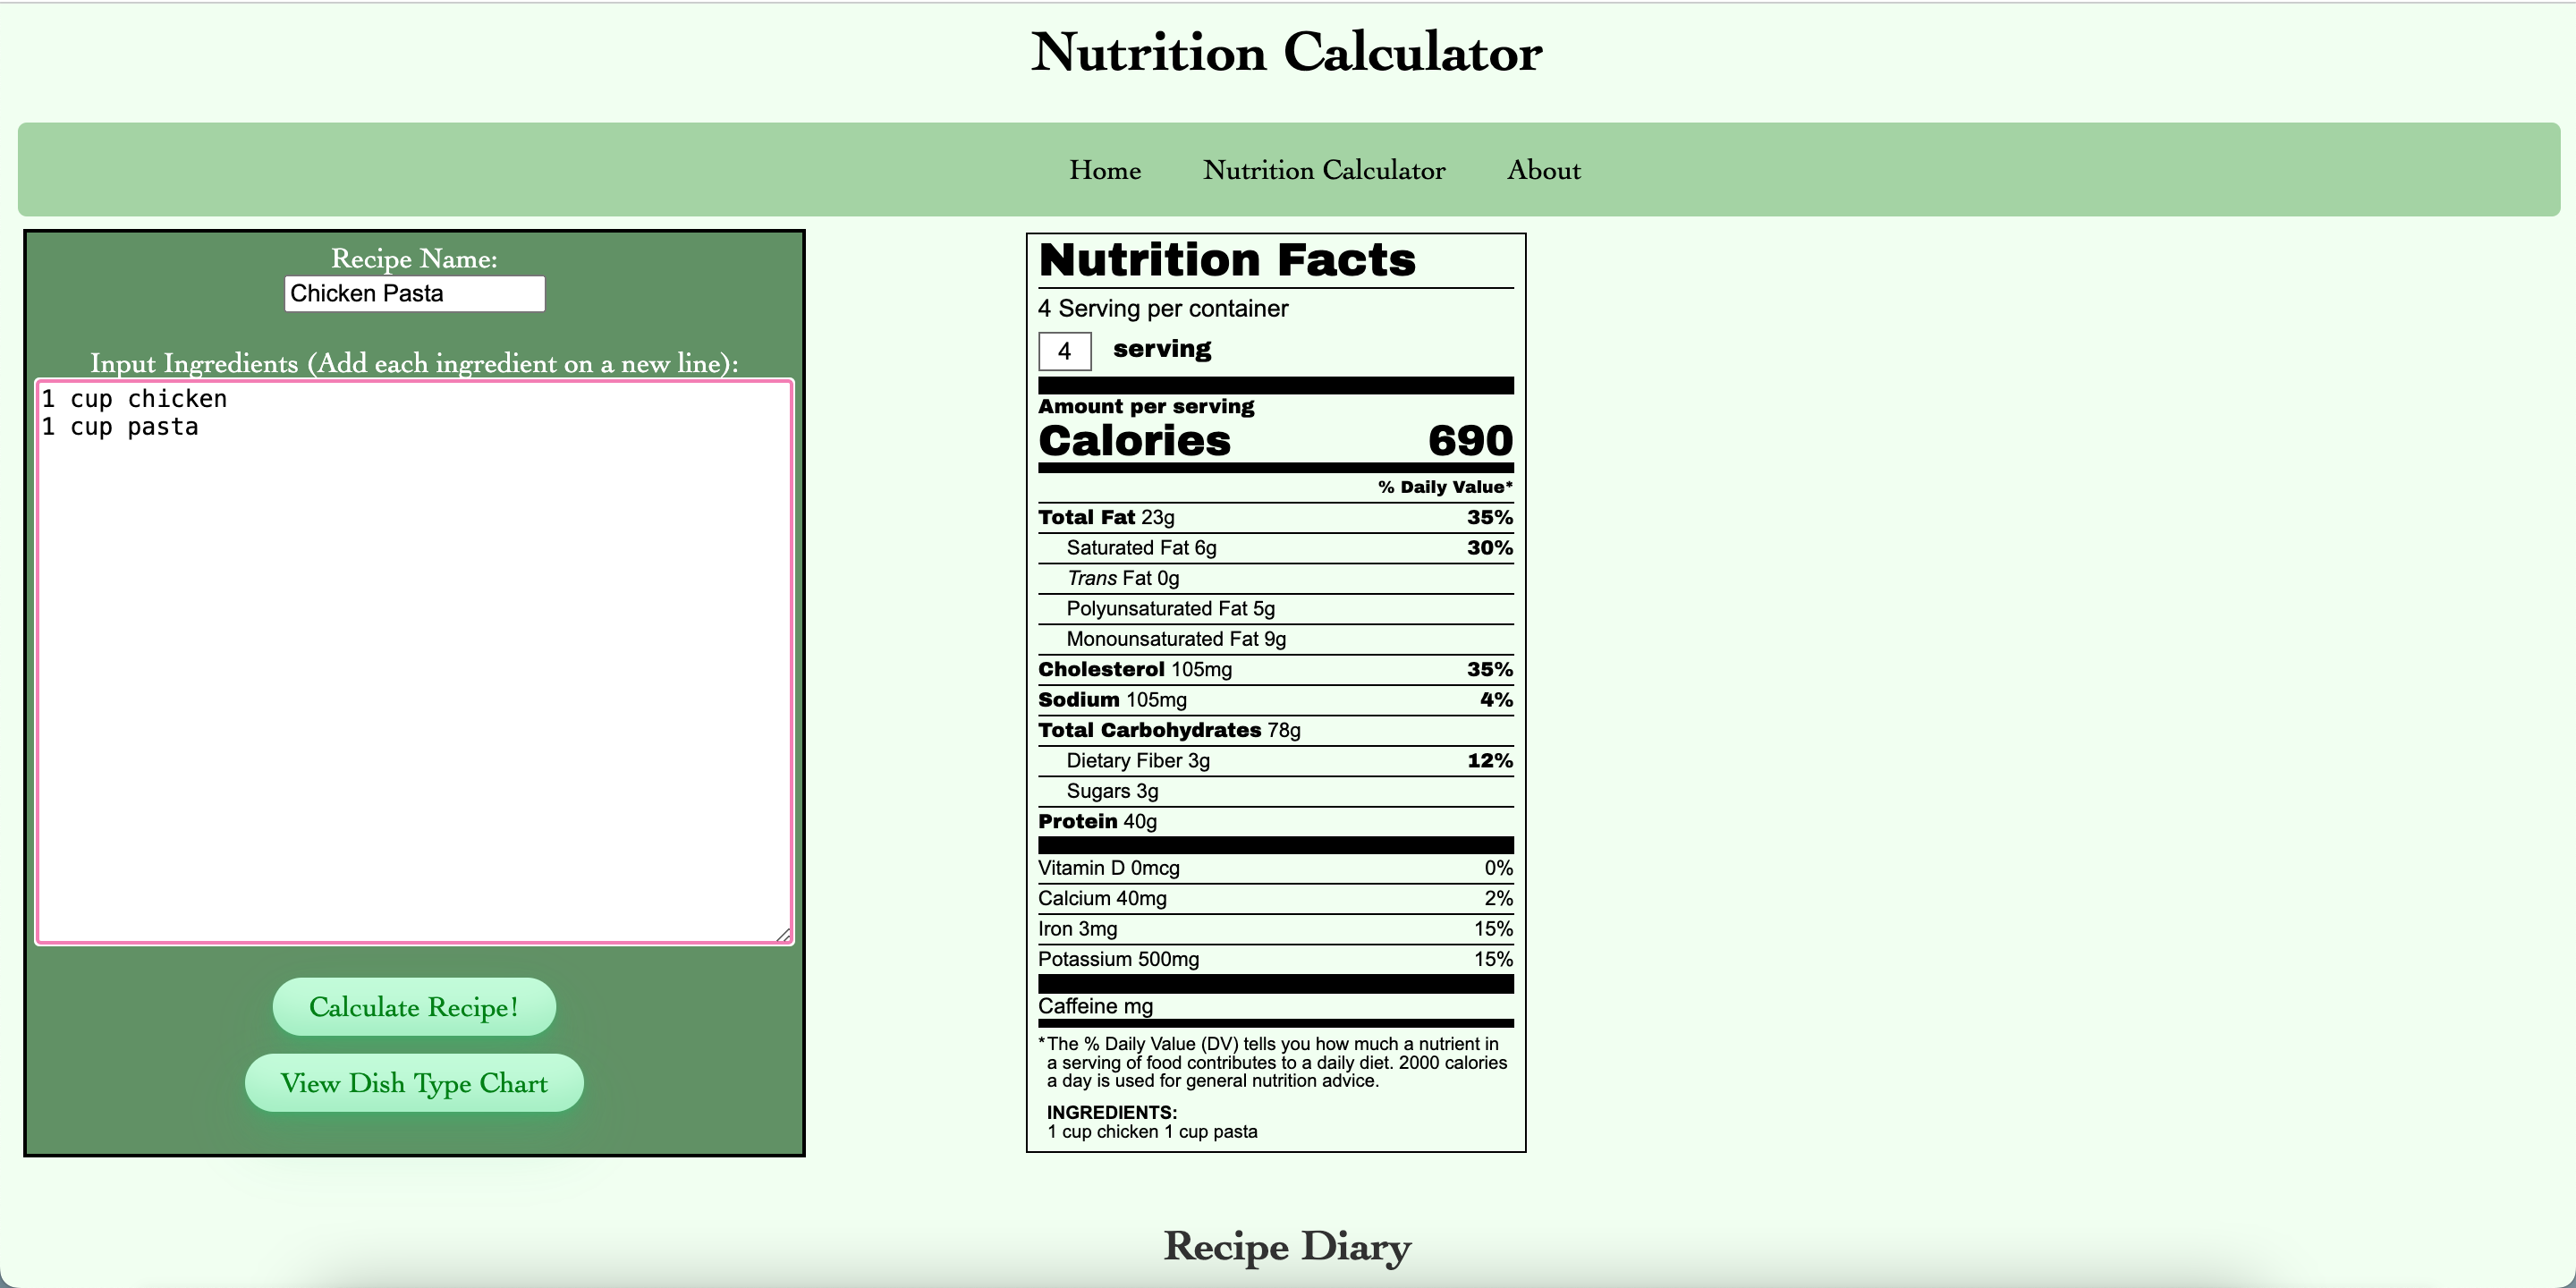 Nutrition Calculator
Home Nutrition Calculator About
Recipe Name:
Chicken Pasta
Input Ingredients (Add each ingredient on a new line):
1 cup chicken
1 cup pasta
Calculate Recipe!
View Dish Type Chart
Nutrition Facts
4 Serving per container
4 serving
Amount per serving
Calories 690
% Daily Value*
Total Fat 23g 35%
Saturated Fat 6g 30%
Trans Fat 0g
Polyunsaturated Fat 5g
Monounsaturated Fat 9g
Cholesterol 105mg 35%
Sodium 105mg 4%
Total Carbohydrates 78g
Dietary Fiber 3g 12%
Sugars 3g
Protein 40g
Vitamin D 0mcg 0%
Calcium 40mg 2%
Iron 3mg 15%
Potassium 500mg 15%
Caffeine mg
*The % Daily Value (DV) tells you how much a nutrient in
a serving of food contributes to a daily diet. 2000 calories
a day is used for general nutrition advice.
INGREDIENTS:
1 cup chicken 1 cup pasta
Recipe Diary